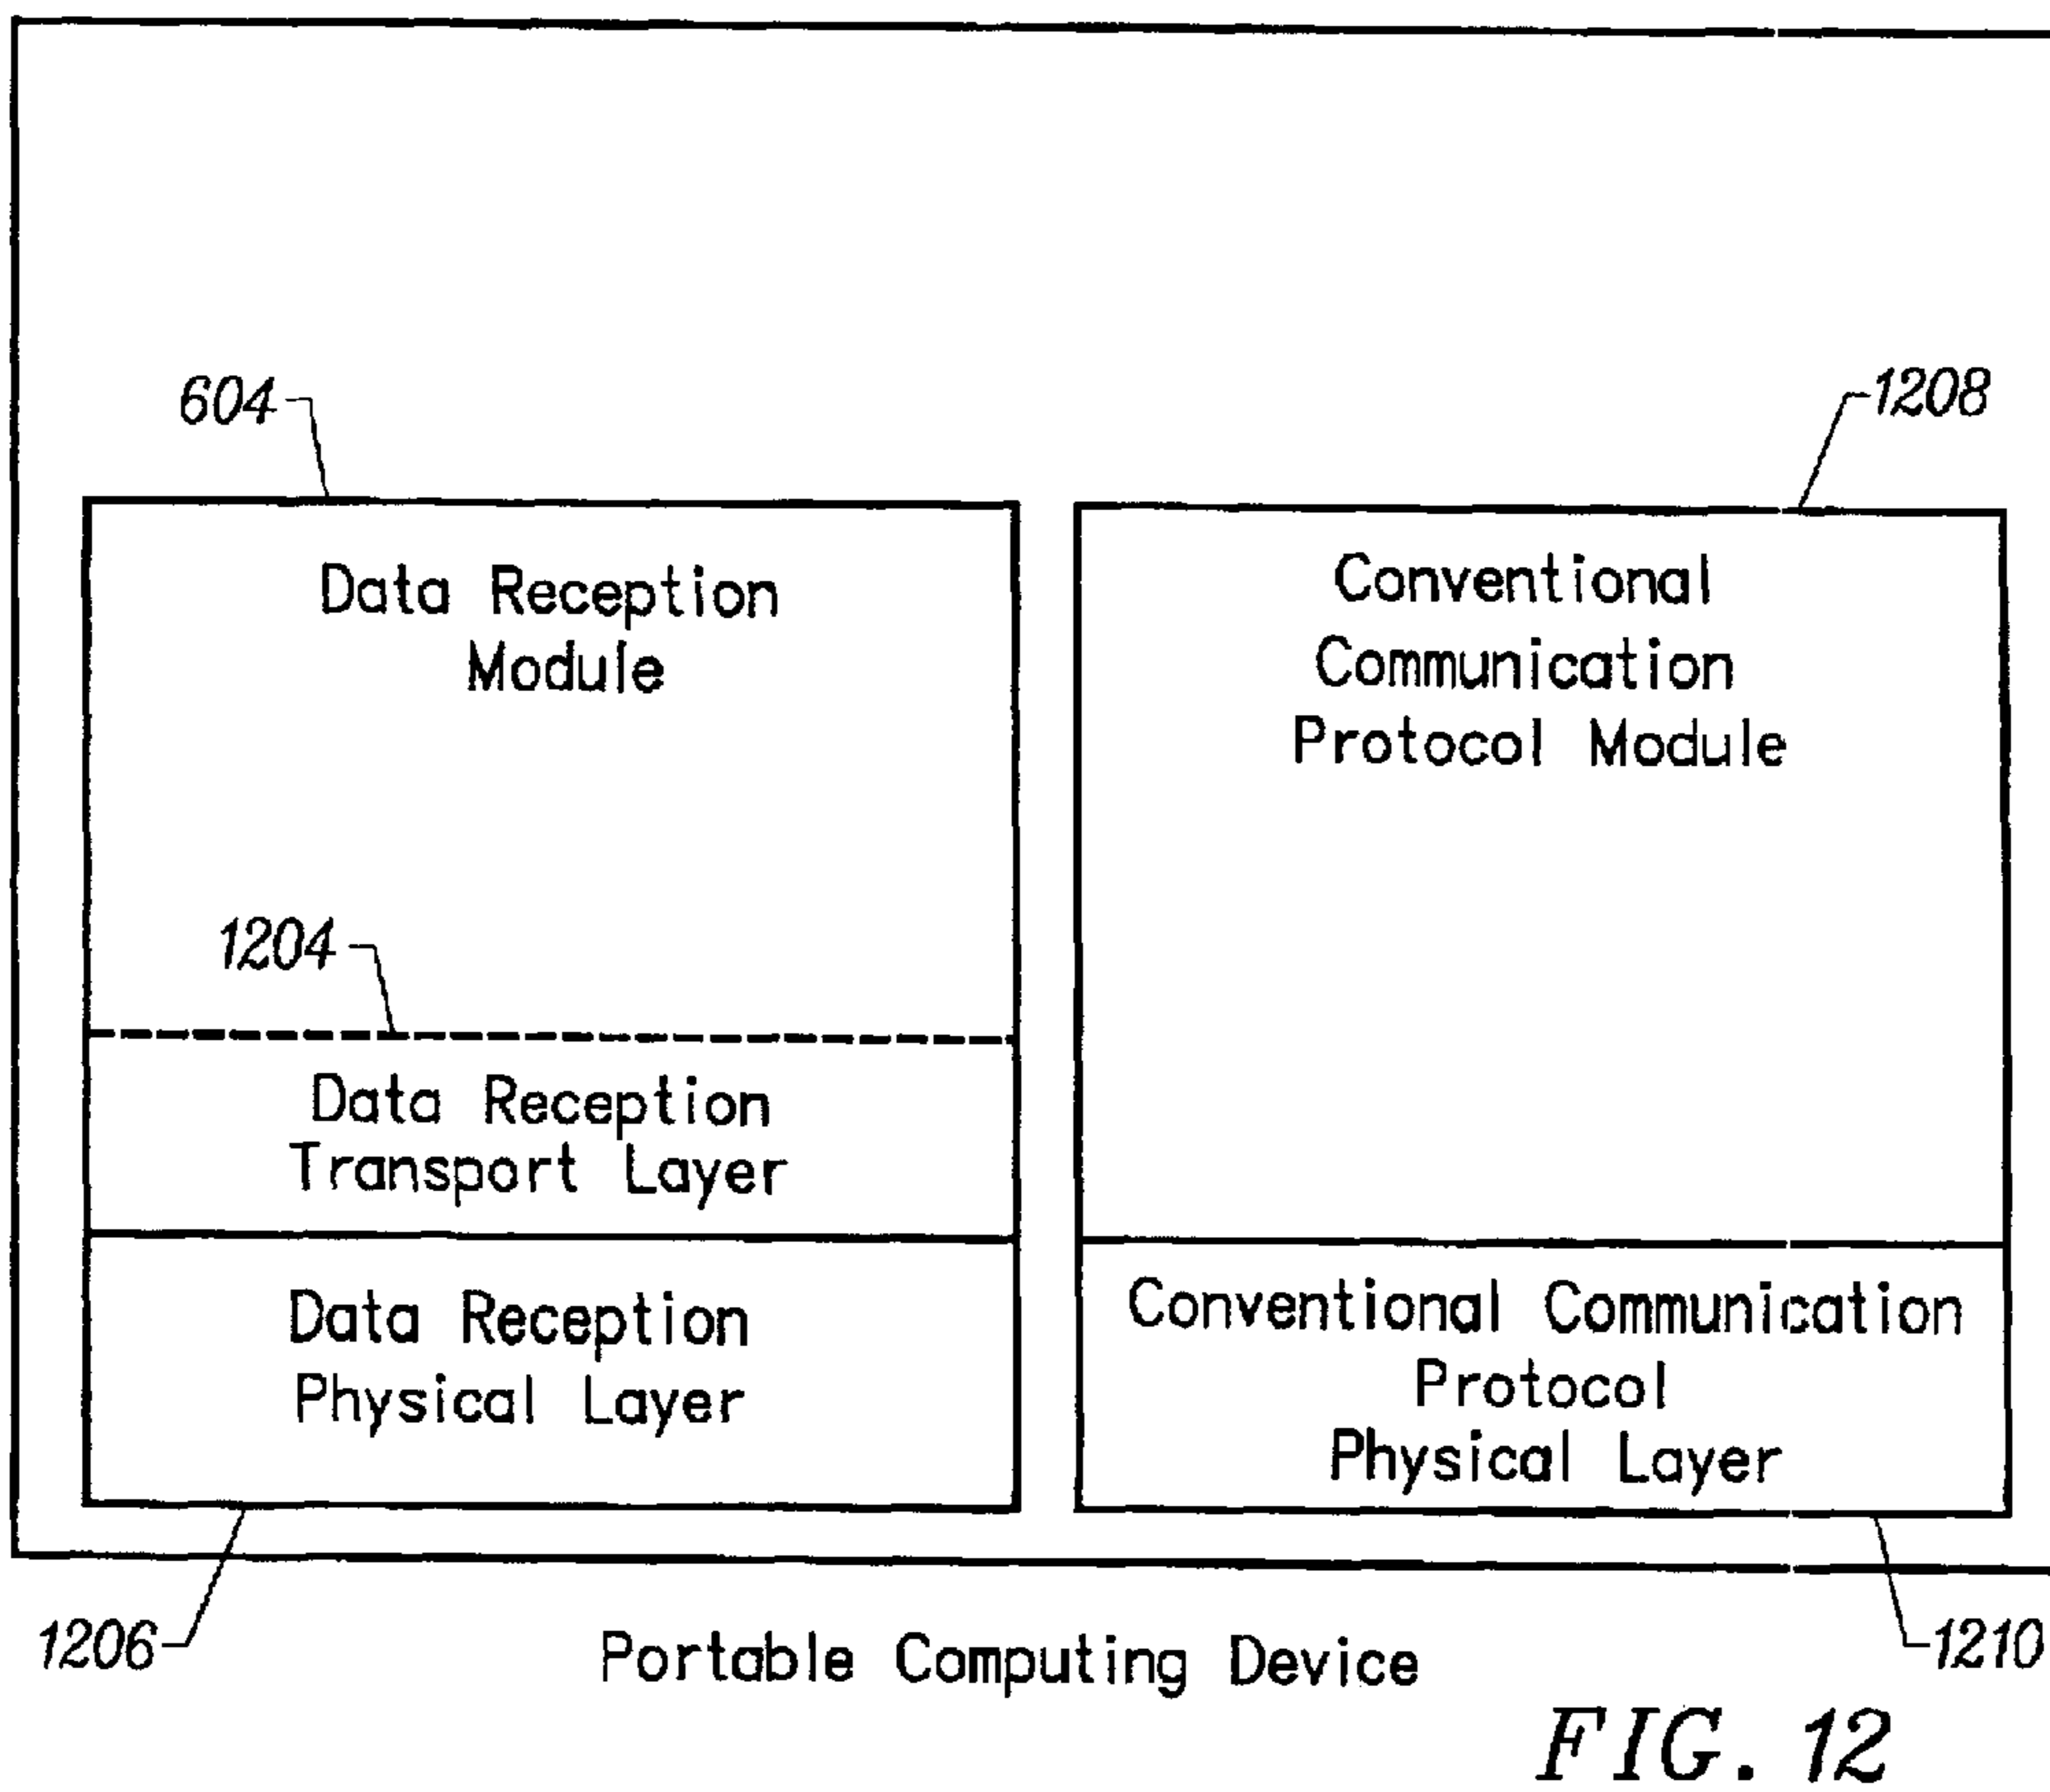 604
1208
Data Reception
Module
Conventional
Communication
Protocol Module
1204
Data Reception
Transport Layer
Data Reception
Physical Layer
Conventional Communication
Protocol
Physical Layer
1206
Portable Computing Device
1210
FIG. 12